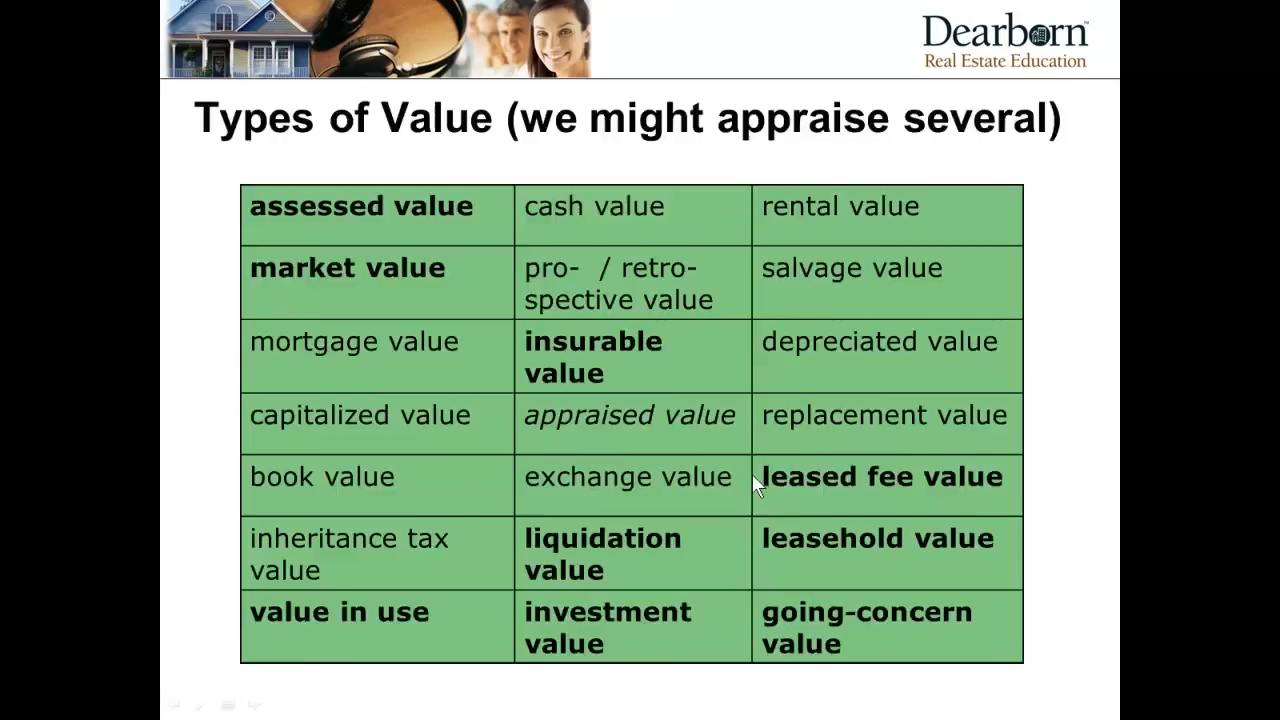 Dearborn™
Real Estate Education
Types of Value (we might appraise several)
assessed value
cash value
rental value
market value
pro- / retro-
spective value
salvage value
mortgage value
insurable
value
depreciated value
capitalized value
appraised value
replacement value
book value
exchange value
leased fee value
inheritance tax
value
liquidation
value
leasehold value
value in use
investment
value
going-concern
value